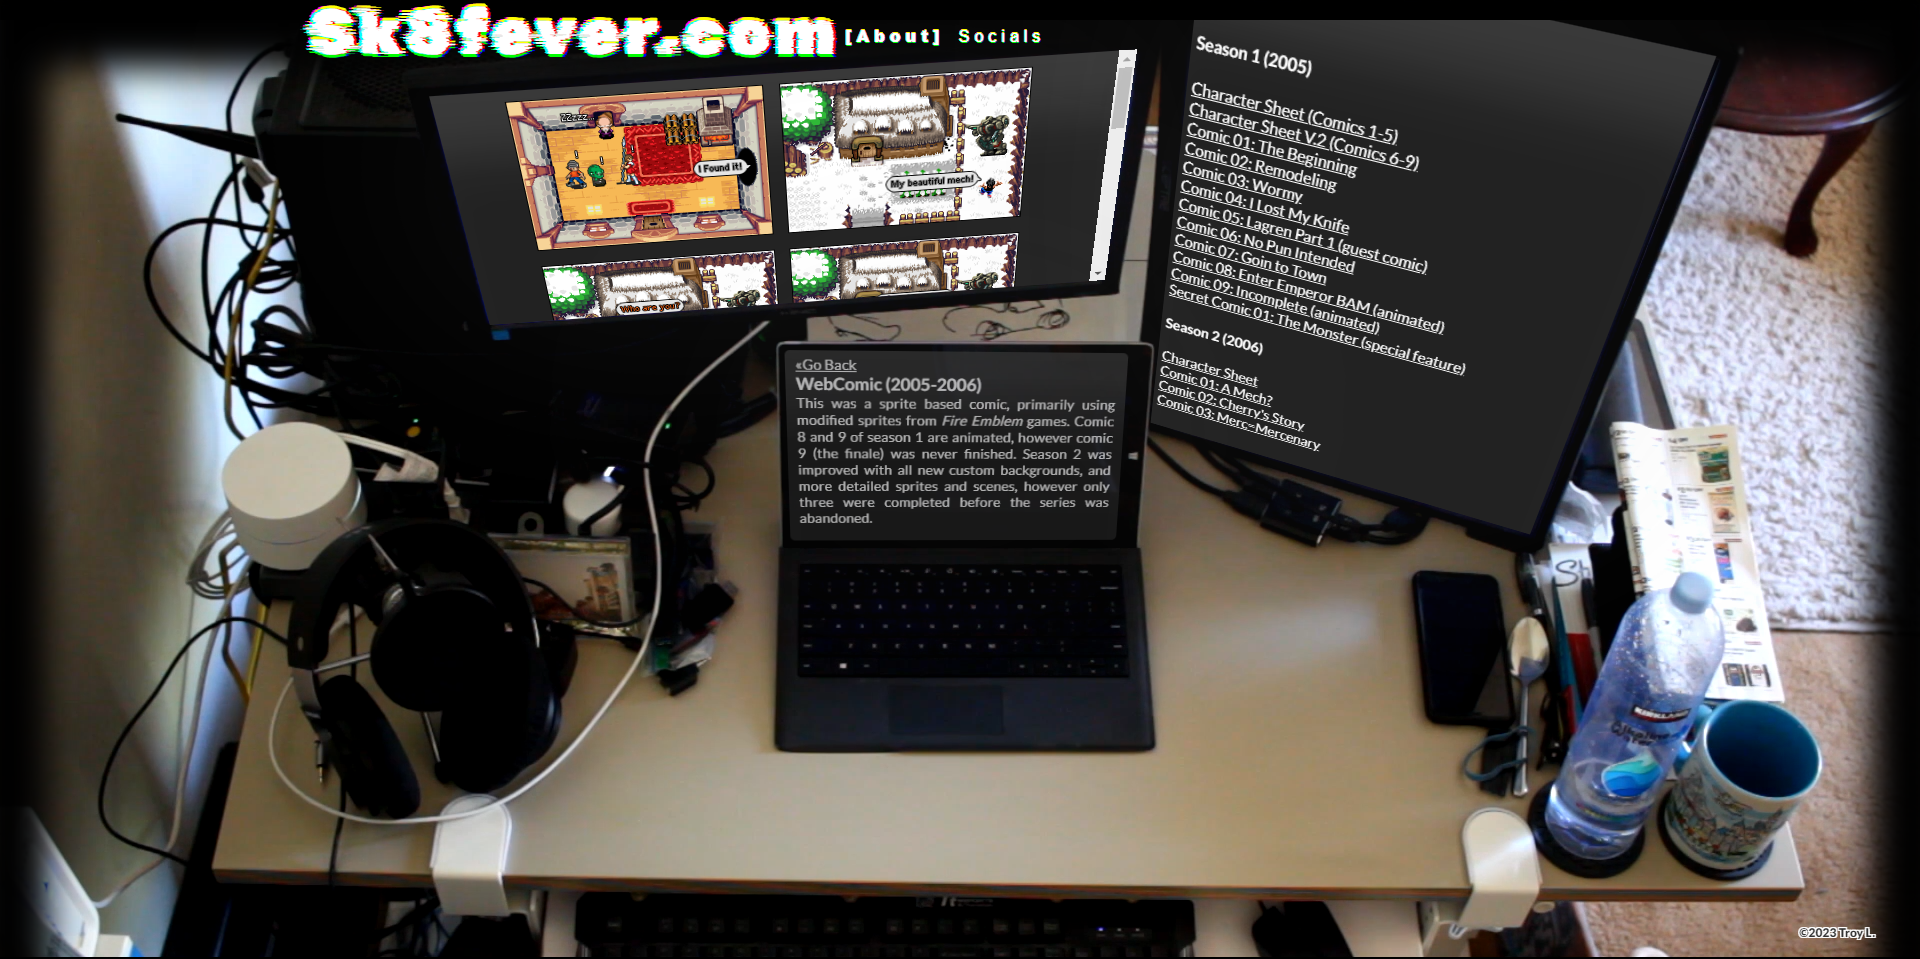 Sk8fever.com
[About] Socials
ZZzzz...
I Found it!
My beautiful mech!
Who are you?
Season 1 (2005)
Character Sheet (Comics 1-5)
Character Sheet V.2 (Comics 6-9)
Comic 01: The Beginning
Comic 02: Remodeling
Comic 03: Wormy
Comic 04: I Lost My Knife
Comic 05: Lagren Part 1 (guest comic)
Comic 06: No Pun Intended
Comic 07: Goin to Town
Comic 08: Enter Emperor BAM (animated)
Comic 09: Incomplete (animated)
Secret Comic 01: The Monster (special feature)
Season 2 (2006)
Character Sheet
Comic 01: A Mech?
Comic 02: Cherry's Story
Comic 03: Merc~Mercenary
«Go Back
WebComic (2005-2006)
This was a sprite based comic, primarily using
modified sprites from Fire Emblem games. Comic
8 and 9 of season 1 are animated, however comic
9 (the finale) was never finished. Season 2 was
improved with all new custom backgrounds, and
more detailed sprites and scenes, however only
three were completed before the series was
abandoned.
St
KIRKLAND
Alkaline
Water
©2023 Troy L.